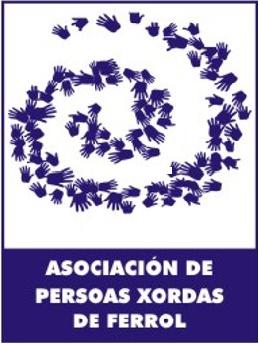 ASOCIACIÓN DE
PERSOAS XORDAS
DE FERROL